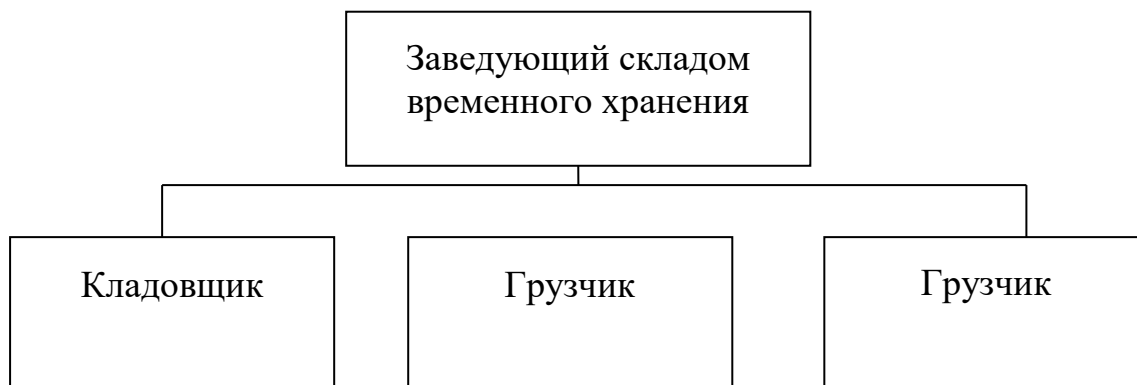 Заведующий складом
временного хранения
Кладовщик
Грузчик
Грузчик